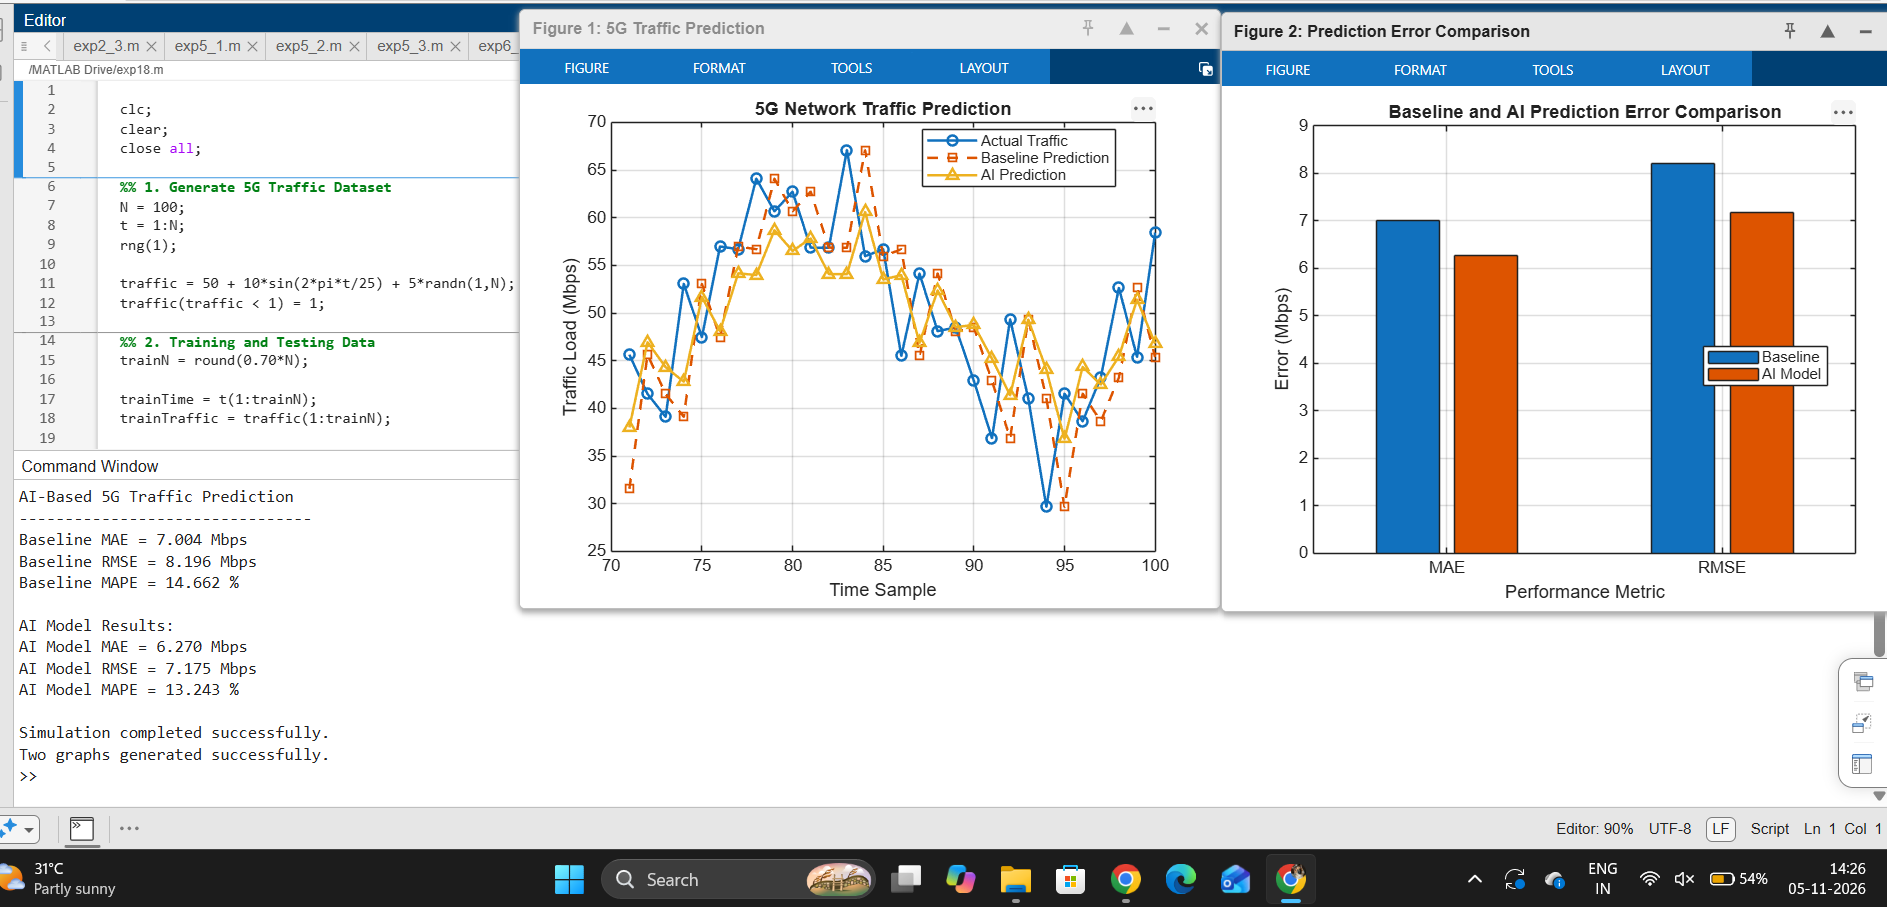 Editor
exp2_3.m
exp5_1.m
exp5_2.m
exp5_3.m
exp6_
/MATLAB Drive/exp18.m
1
2 clc;
3 clear;
4 close all;
5
6 %% 1. Generate 5G Traffic Dataset
7 N = 100;
8 t = 1:N;
9 rng(1);
10
11 traffic = 50 + 10*sin(2*pi*t/25) + 5*randn(1,N);
12 traffic(traffic < 1) = 1;
13
14 %% 2. Training and Testing Data
15 trainN = round(0.70*N);
16
17 trainTime = t(1:trainN);
18 trainTraffic = traffic(1:trainN);
19
Command Window
AI-Based 5G Traffic Prediction
--------------------------------
Baseline MAE = 7.004 Mbps
Baseline RMSE = 8.196 Mbps
Baseline MAPE = 14.662 %
AI Model Results:
AI Model MAE = 6.270 Mbps
AI Model RMSE = 7.175 Mbps
AI Model MAPE = 13.243 %
Simulation completed successfully.
Two graphs generated successfully.
>>
Figure 1: 5G Traffic Prediction
FIGURE FORMAT TOOLS LAYOUT
5G Network Traffic Prediction
Actual Traffic
Baseline Prediction
AI Prediction
Traffic Load (Mbps)
70
65
60
55
50
45
40
35
30
25
70 75 80 85 90 95 100
Time Sample
Figure 2: Prediction Error Comparison
FIGURE FORMAT TOOLS LAYOUT
Baseline and AI Prediction Error Comparison
Error (Mbps)
9
8
7
6
5
4
3
2
1
0
Baseline
AI Model
MAE RMSE
Performance Metric
Editor: 90% UTF-8 LF Script Ln 1 Col 1
31°C
Partly sunny
Search
ENG
IN
54%
14:26
05-11-2026